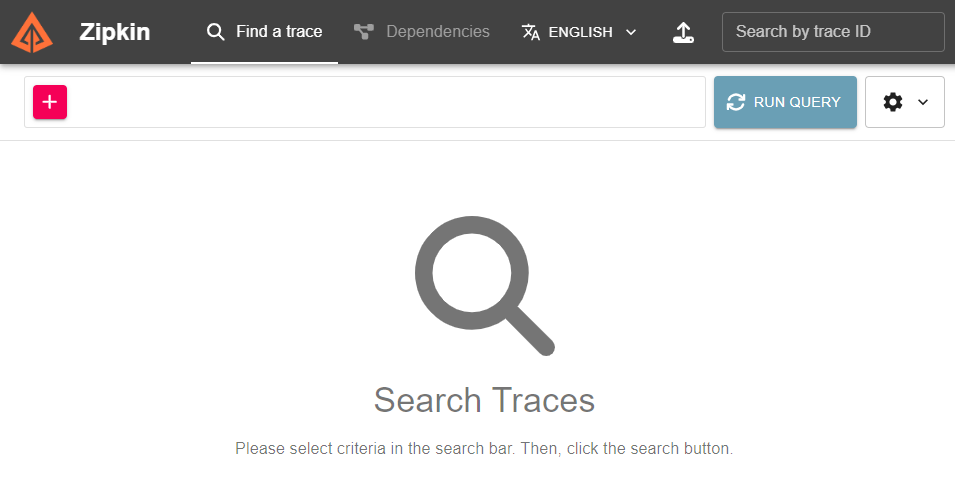 Zipkin
Find a trace
Dependencies
ENGLISH
Search by trace ID
RUN QUERY
Search Traces
Please select criteria in the search bar. Then, click the search button.